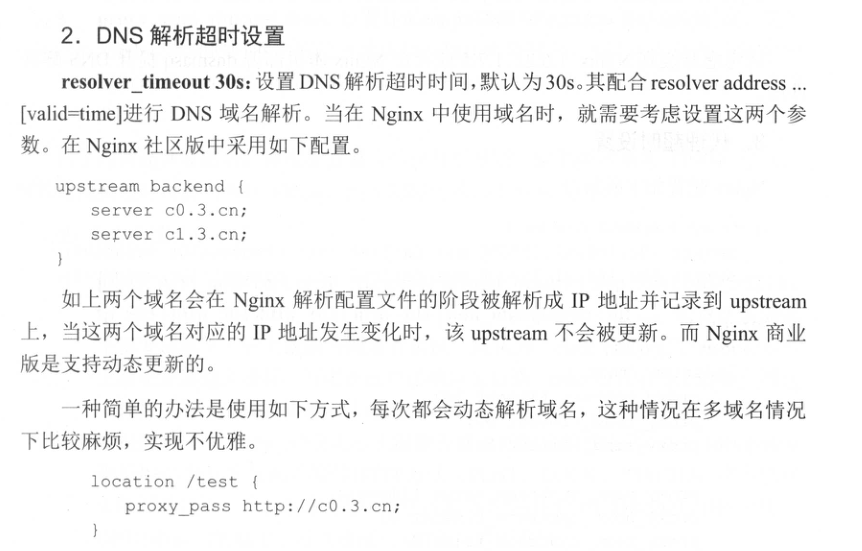 2．DNS 解析超时设置
resolver_timeout 30s：设置 DNS 解析超时时间，默认为 30s。其配合 resolver address ...
[valid=time]进行 DNS 域名解析。当在 Nginx 中使用域名时，就需要考虑设置这两个参
数。在 Nginx 社区版中采用如下配置。
upstream backend {
server c0.3.cn;
server c1.3.cn;
}
如上两个域名会在 Nginx 解析配置文件的阶段被解析成 IP 地址并记录到 upstream
上，当这两个域名对应的 IP 地址发生变化时，该 upstream 不会被更新。而 Nginx 商业
版是支持动态更新的。
一种简单的办法是使用如下方式，每次都会动态解析域名，这种情况在多域名情况
下比较麻烦，实现不优雅。
location /test {
proxy_pass http://c0.3.cn;
}